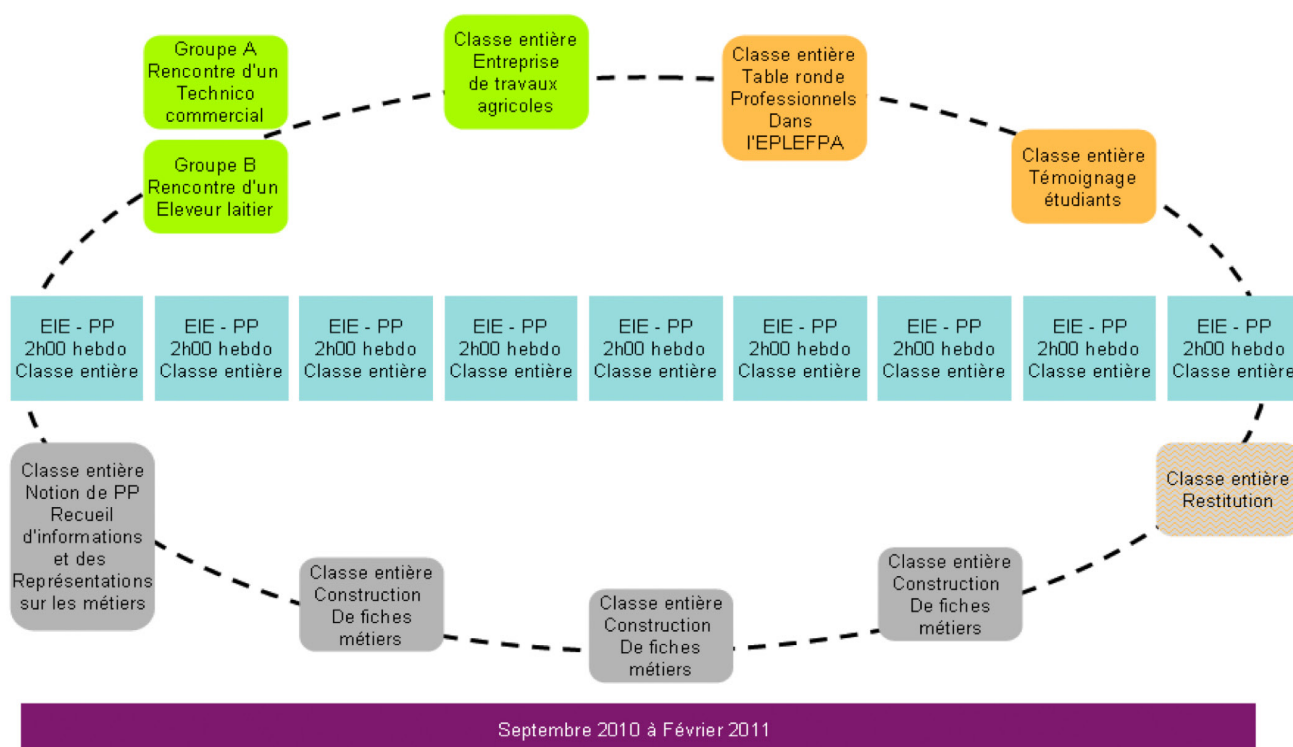 Groupe A
Rencontre d'un
Technico
commercial
Groupe B
Rencontre d'un
Eleveur laitier
Classe entière
Entreprise
de travaux
agricoles
Classe entière
Table ronde
Professionnels
Dans
l'EPLEFPA
Classe entière
Témoignage
étudiants
EIE - PP
2h00 hebdo
Classe entière
EIE - PP
2h00 hebdo
Classe entière
EIE - PP
2h00 hebdo
Classe entière
EIE - PP
2h00 hebdo
Classe entière
EIE - PP
2h00 hebdo
Classe entière
EIE - PP
2h00 hebdo
Classe entière
EIE - PP
2h00 hebdo
Classe entière
EIE - PP
2h00 hebdo
Classe entière
EIE - PP
2h00 hebdo
Classe entière
Classe entière
Notion de PP
Recueil
d'informations
et des
Représentations
sur les métiers
Classe entière
Construction
De fiches
métiers
Classe entière
Construction
De fiches
métiers
Classe entière
Construction
De fiches
métiers
Classe entière
Restitution
Septembre 2010 à Février 2011